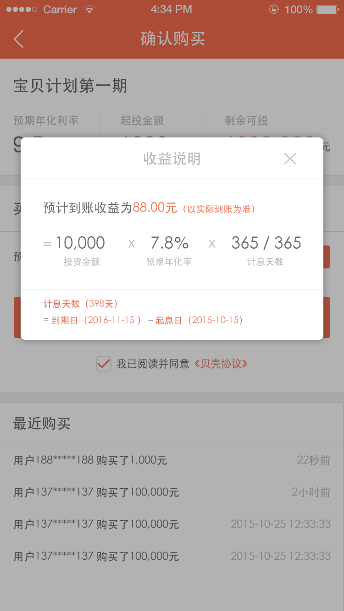 Carrier 4:34 PM 100%
确认购买
宝贝计划第一期
预期年化利率 起投金额 剩余可投
元
收益说明
预计到账收益为88.00元（以实际到账为准）
= 10,000 x 7.8% x 365 / 365
投资金额 预期年化率 计息天数
计息天数（398天）
= 到期日（2016-11-15 ）－起息日（2015-10-15）
我已阅读并同意《贝壳协议》
最近购买
用户188*****188 购买了1,000元 22秒前
用户137*****137 购买了100,000元 2小时前
用户137*****137 购买了100,000元 2015-10-25 12:33:33
用户137*****137 购买了100,000元 2015-10-25 12:33:33